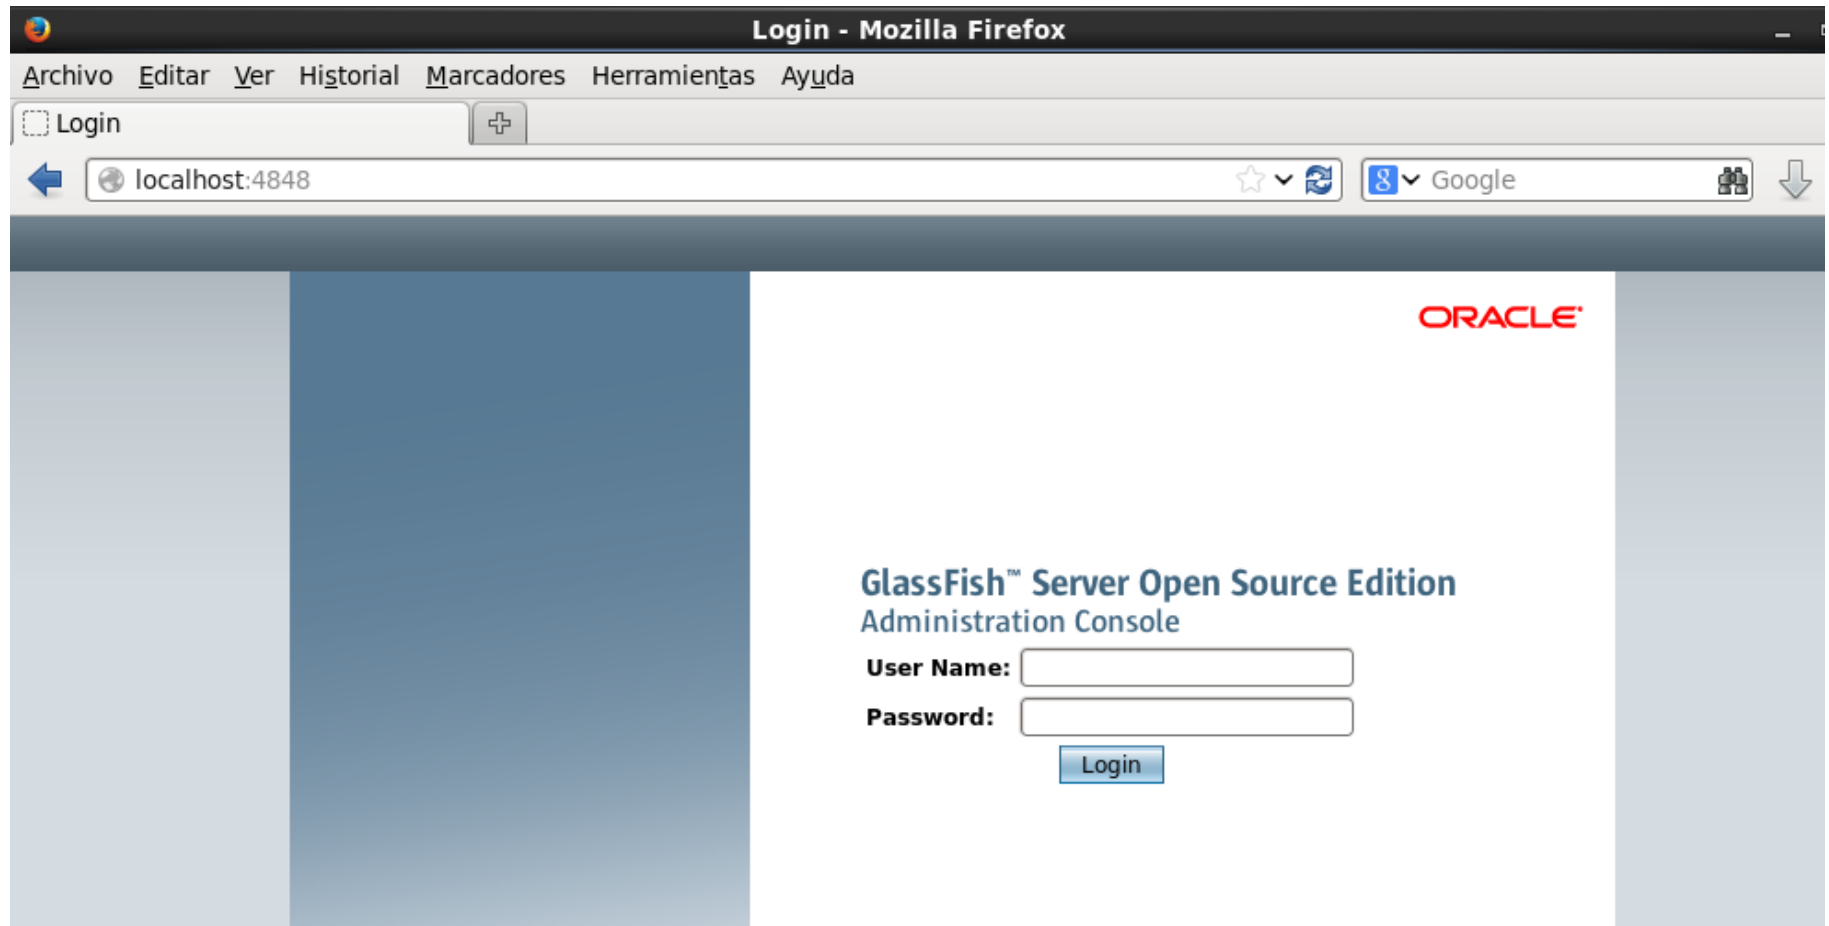 Login - Mozilla Firefox
Archivo Editar Ver Historial Marcadores Herramientas Ayuda
Login
localhost:4848
8 Google
ORACLE
GlassFish™ Server Open Source Edition
Administration Console
User Name:
Password:
Login